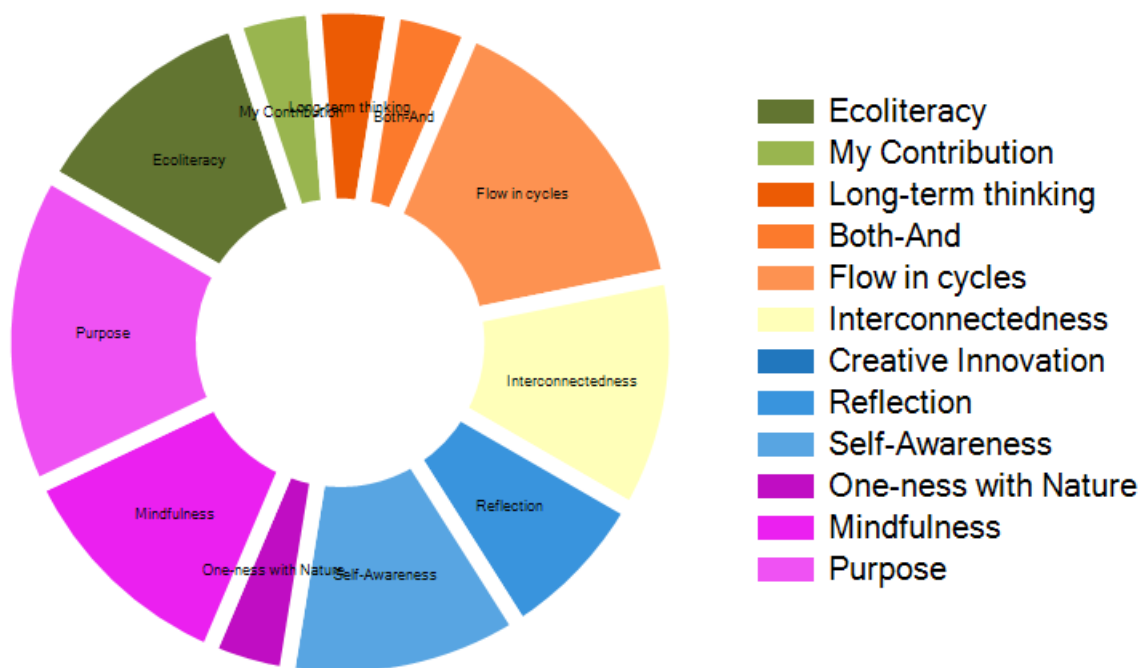 Long-term thinking
My Contribution
Both-And
Ecoliteracy
Flow in cycles
Purpose
Interconnectedness
Mindfulness
Reflection
One-ness with Nature
Self-Awareness
Ecoliteracy
My Contribution
Long-term thinking
Both-And
Flow in cycles
Interconnectedness
Creative Innovation
Reflection
Self-Awareness
One-ness with Nature
Mindfulness
Purpose